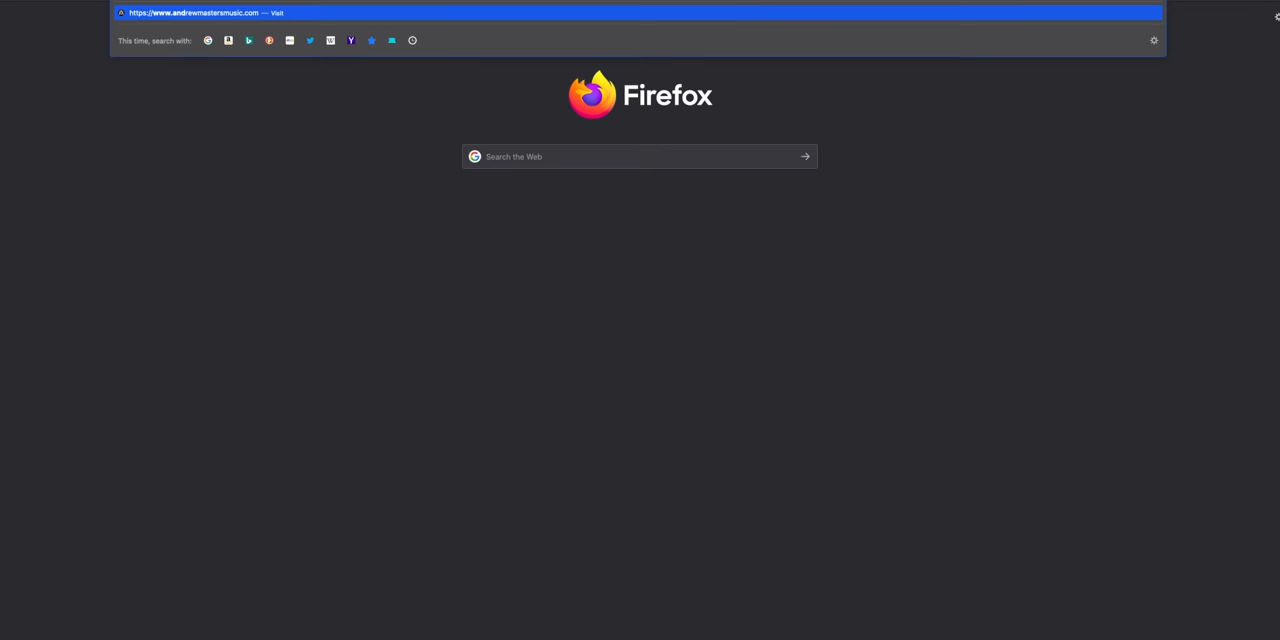 https://www.andrewmastersmusic.com — Visit
This time, search with:
Firefox
Search the Web